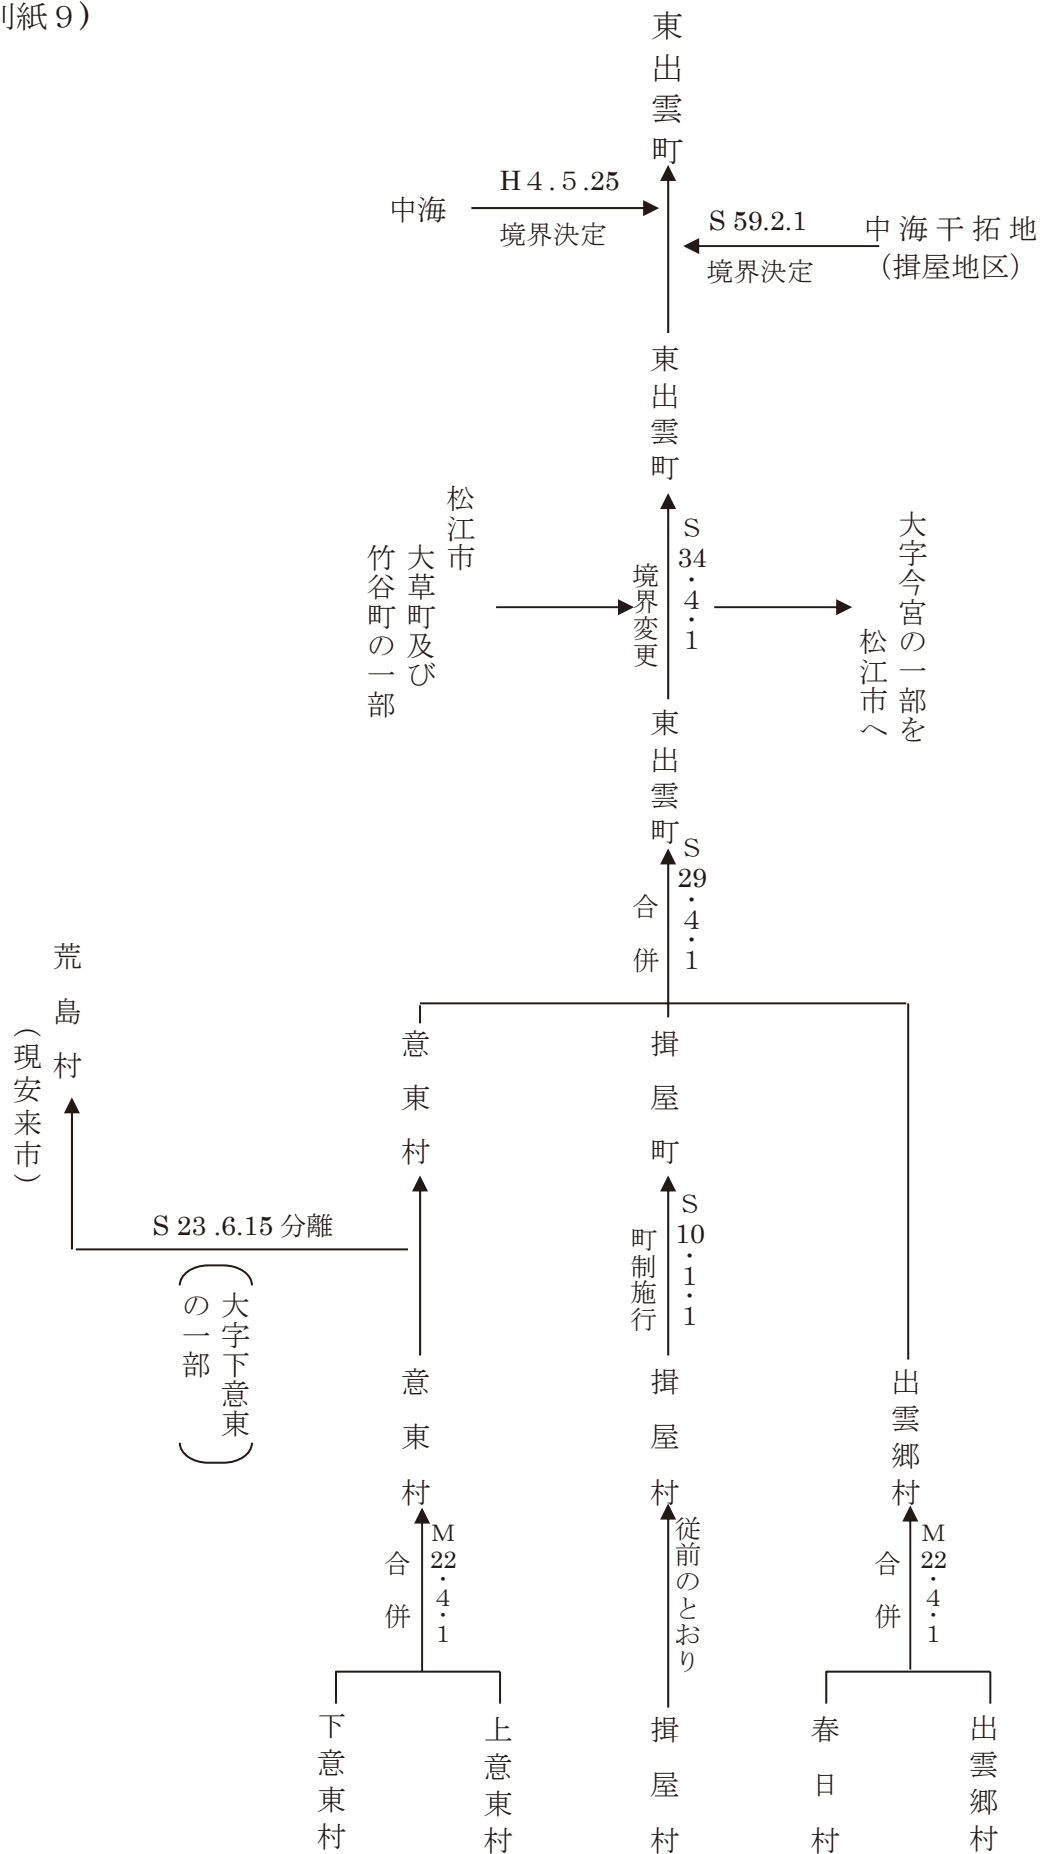 別紙９)
東出雲町
H４.５.25
中海
境界決定
S 59.2.1
中海干拓地
境界決定
（揖屋地区）
東出雲町
S34・4・1
境界変更
松江市
大草町及び
竹谷町の一部
大字今宮の一部を
松江市へ
東出雲町
S29・4・1
合併
荒島村
（現安来市）
意東村
揖屋町
S 23 .6.15 分離
大字下意東
の一部
S10・1・1
町制施行
意東村
揖屋村
出雲郷村
M22・4・1
合併
従前のとおり
M22・4・1
合併
下意東村
上意東村
揖屋村
春日村
出雲郷村